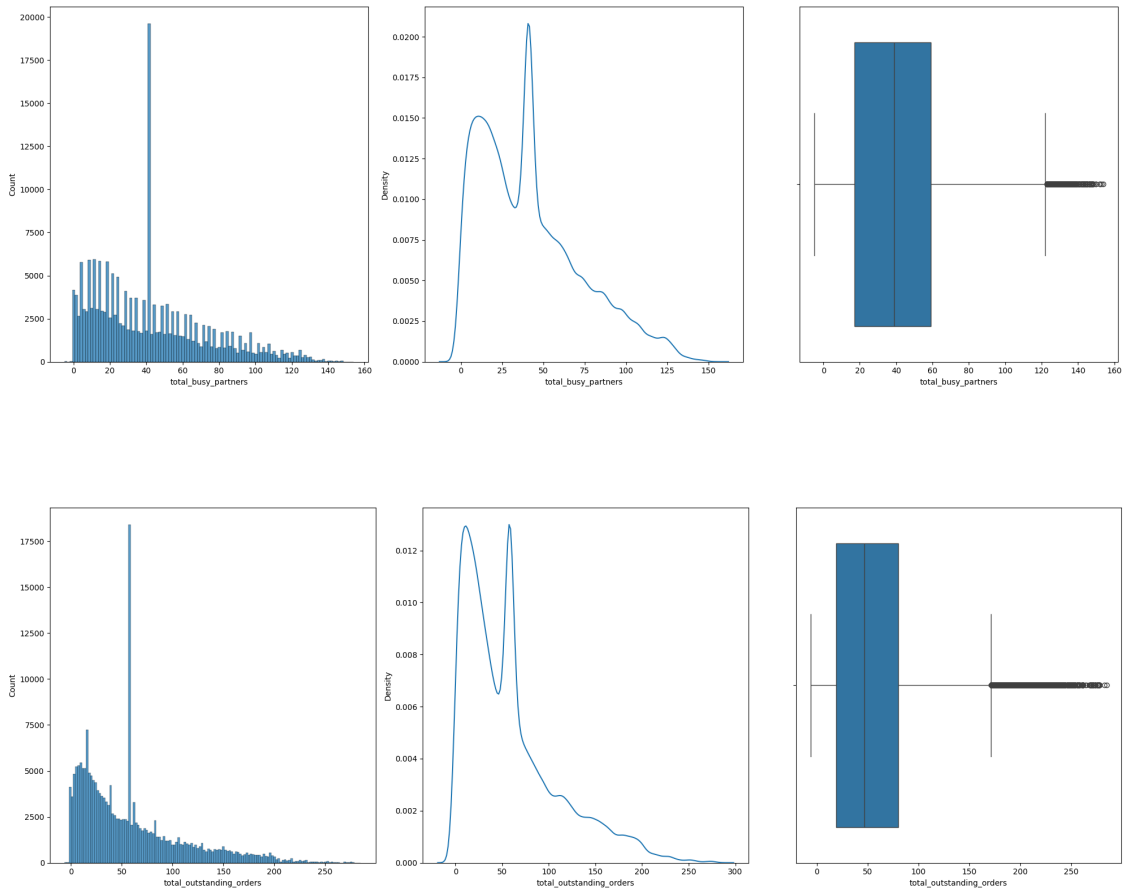 20000
17500
15000
12500
10000
7500
5000
2500
0
Count
0 20 40 60 80 100 120 140 160
total_busy_partners
0.0200
0.0175
0.0150
0.0125
0.0100
0.0075
0.0050
0.0025
0.0000
Density
0 25 50 75 100 125 150
total_busy_partners
0 20 40 60 80 100 120 140 160
total_busy_partners
17500
15000
12500
10000
7500
5000
2500
0
Count
0 50 100 150 200 250
total_outstanding_orders
0.012
0.010
0.008
0.006
0.004
0.002
0.000
Density
0 50 100 150 200 250 300
total_outstanding_orders
0 50 100 150 200 250
total_outstanding_orders